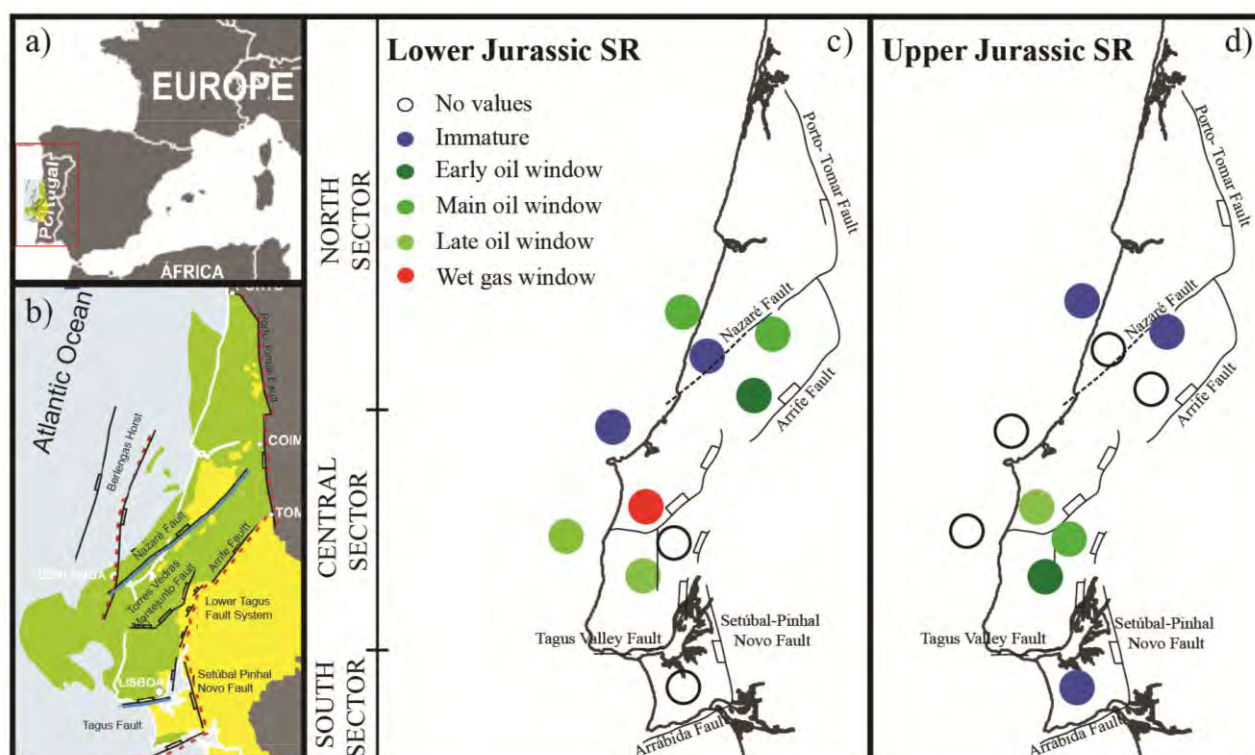 a)
EUROPE
Portugal
ÁFRICA
b)
Atlantic Ocean
Porto-Tomar Fault
Berlengas Horst
COIM
TOM
Nazaré Fault
Arrife Fault
Torres Vedras
Montejunto Fault
Lower Tagus
Fault System
LISBOA
Setúbal Pinhal
Novo Fault
Tagus Fault
NORTH
SECTOR
CENTRAL
SECTOR
SOUTH
SECTOR
Lower Jurassic SR
c)
No values
Immature
Early oil window
Main oil window
Late oil window
Wet gas window
Porto- Tomar Fault
Nazaré Fault
Arrife Fault
Setúbal-Pinhal
Novo Fault
Tagus Valley Fault
Arrábida Fault
Upper Jurassic SR
d)
Porto- Tomar Fault
Nazaré Fault
Arrife Fault
Setúbal-Pinhal
Novo Fault
Tagus Valley Fault
Arrábida Fault